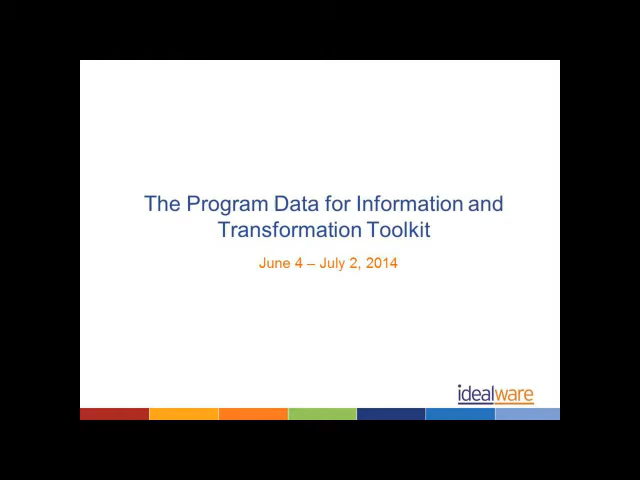 The Program Data for Information and
Transformation Toolkit
June 4 – July 2, 2014
idealware